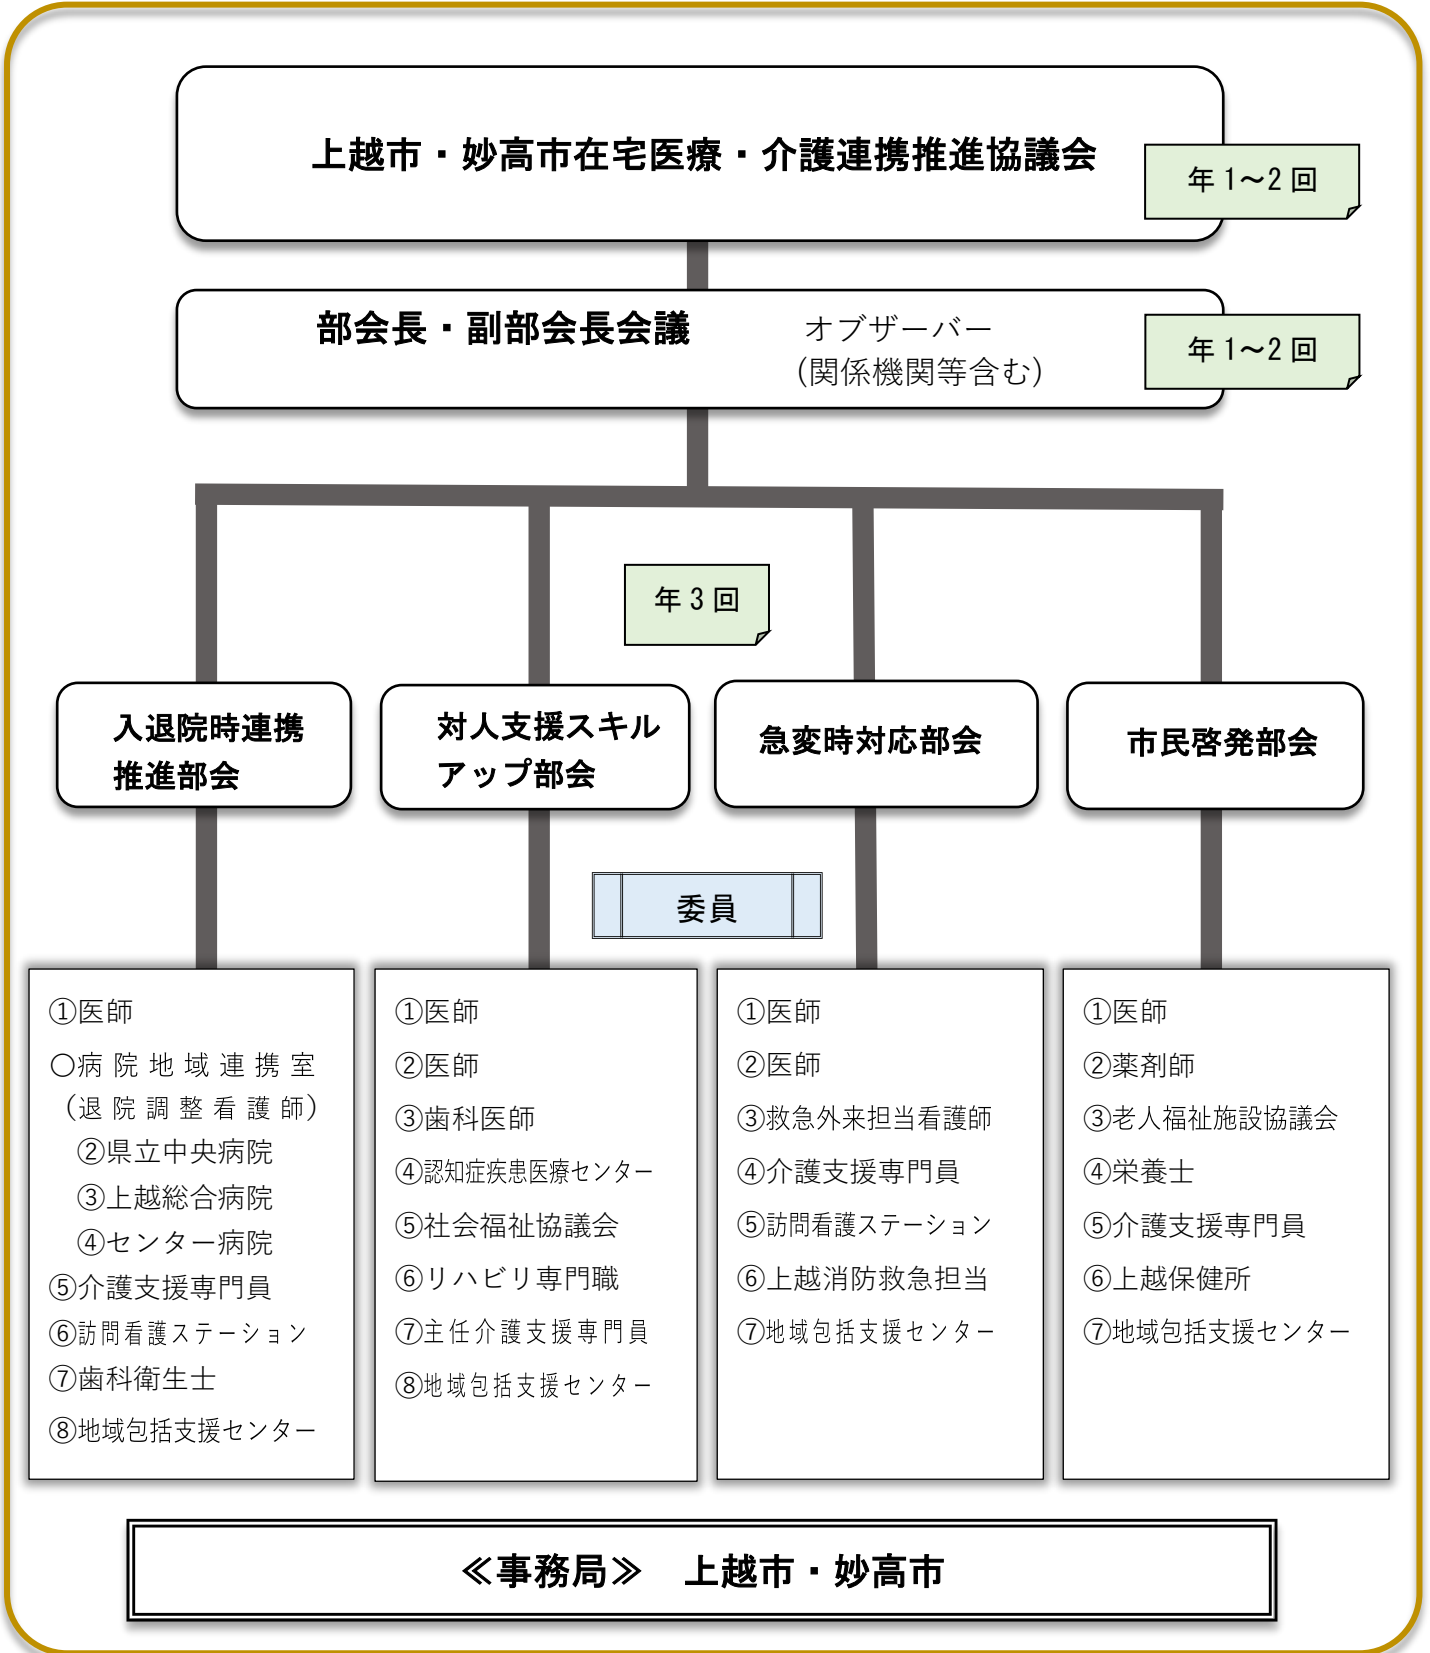 上越市・妙高市在宅医療・介護連携推進協議会
年1～2回
部会長・副部会長会議
オブザーバー
(関係機関等含む)
年1～2回
年3回
入退院時連携
推進部会
対人支援スキル
アップ部会
急変時対応部会
市民啓発部会
委員
①医師
〇病院地域連携室
（退院調整看護師）
②県立中央病院
③上越総合病院
④センター病院
⑤介護支援専門員
⑥訪問看護ステーション
⑦歯科衛生士
⑧地域包括支援センター
①医師
②医師
③歯科医師
④認知症疾患医療センター
⑤社会福祉協議会
⑥リハビリ専門職
⑦主任介護支援専門員
⑧地域包括支援センター
①医師
②医師
③救急外来担当看護師
④介護支援専門員
⑤訪問看護ステーション
⑥上越消防救急担当
⑦地域包括支援センター
①医師
②薬剤師
③老人福祉施設協議会
④栄養士
⑤介護支援専門員
⑥上越保健所
⑦地域包括支援センター
≪事務局≫　上越市・妙高市